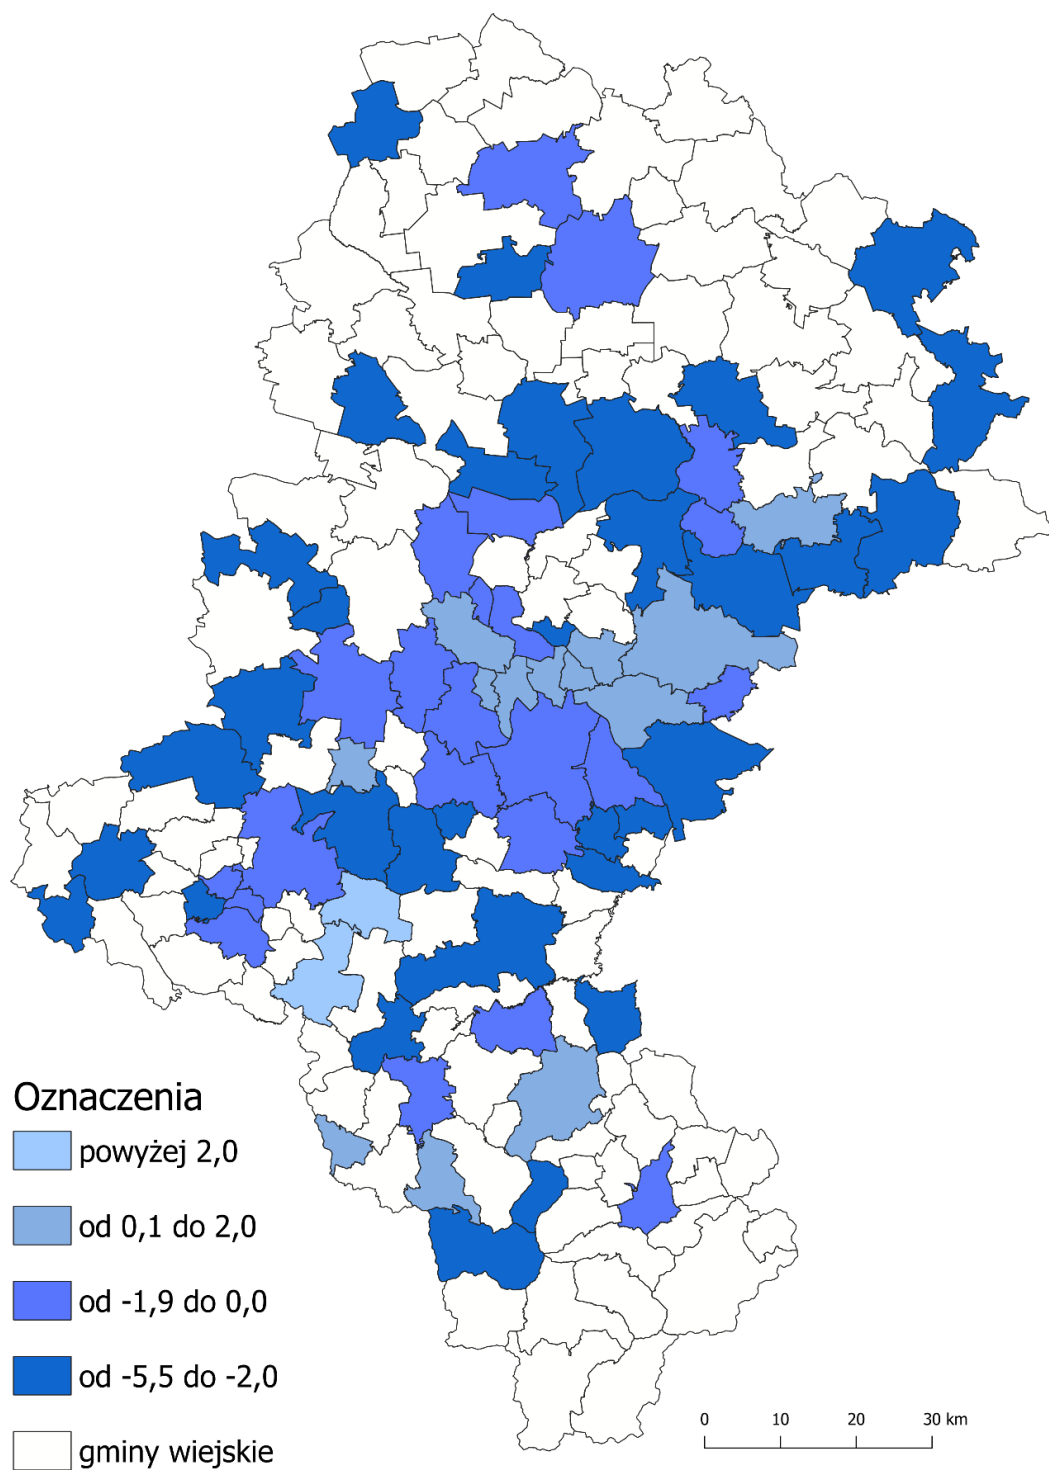 Oznaczenia
powyżej 2,0
od 0,1 do 2,0
od -1,9 do 0,0
od -5,5 do -2,0
gminy wiejskie
0 10 20 30 km